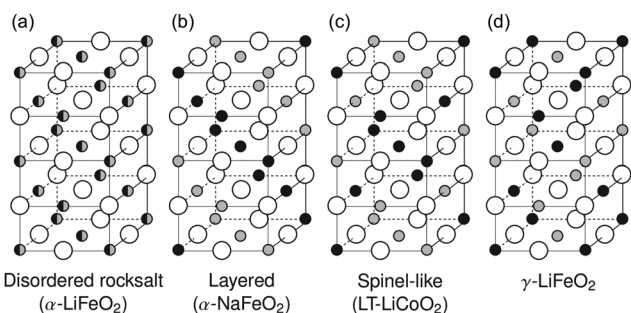 (a)
(b)
(c)
(d)
Disordered rocksalt
(α-LiFeO₂)
Layered
(α-NaFeO₂)
Spinel-like
(LT-LiCoO₂)
γ-LiFeO₂